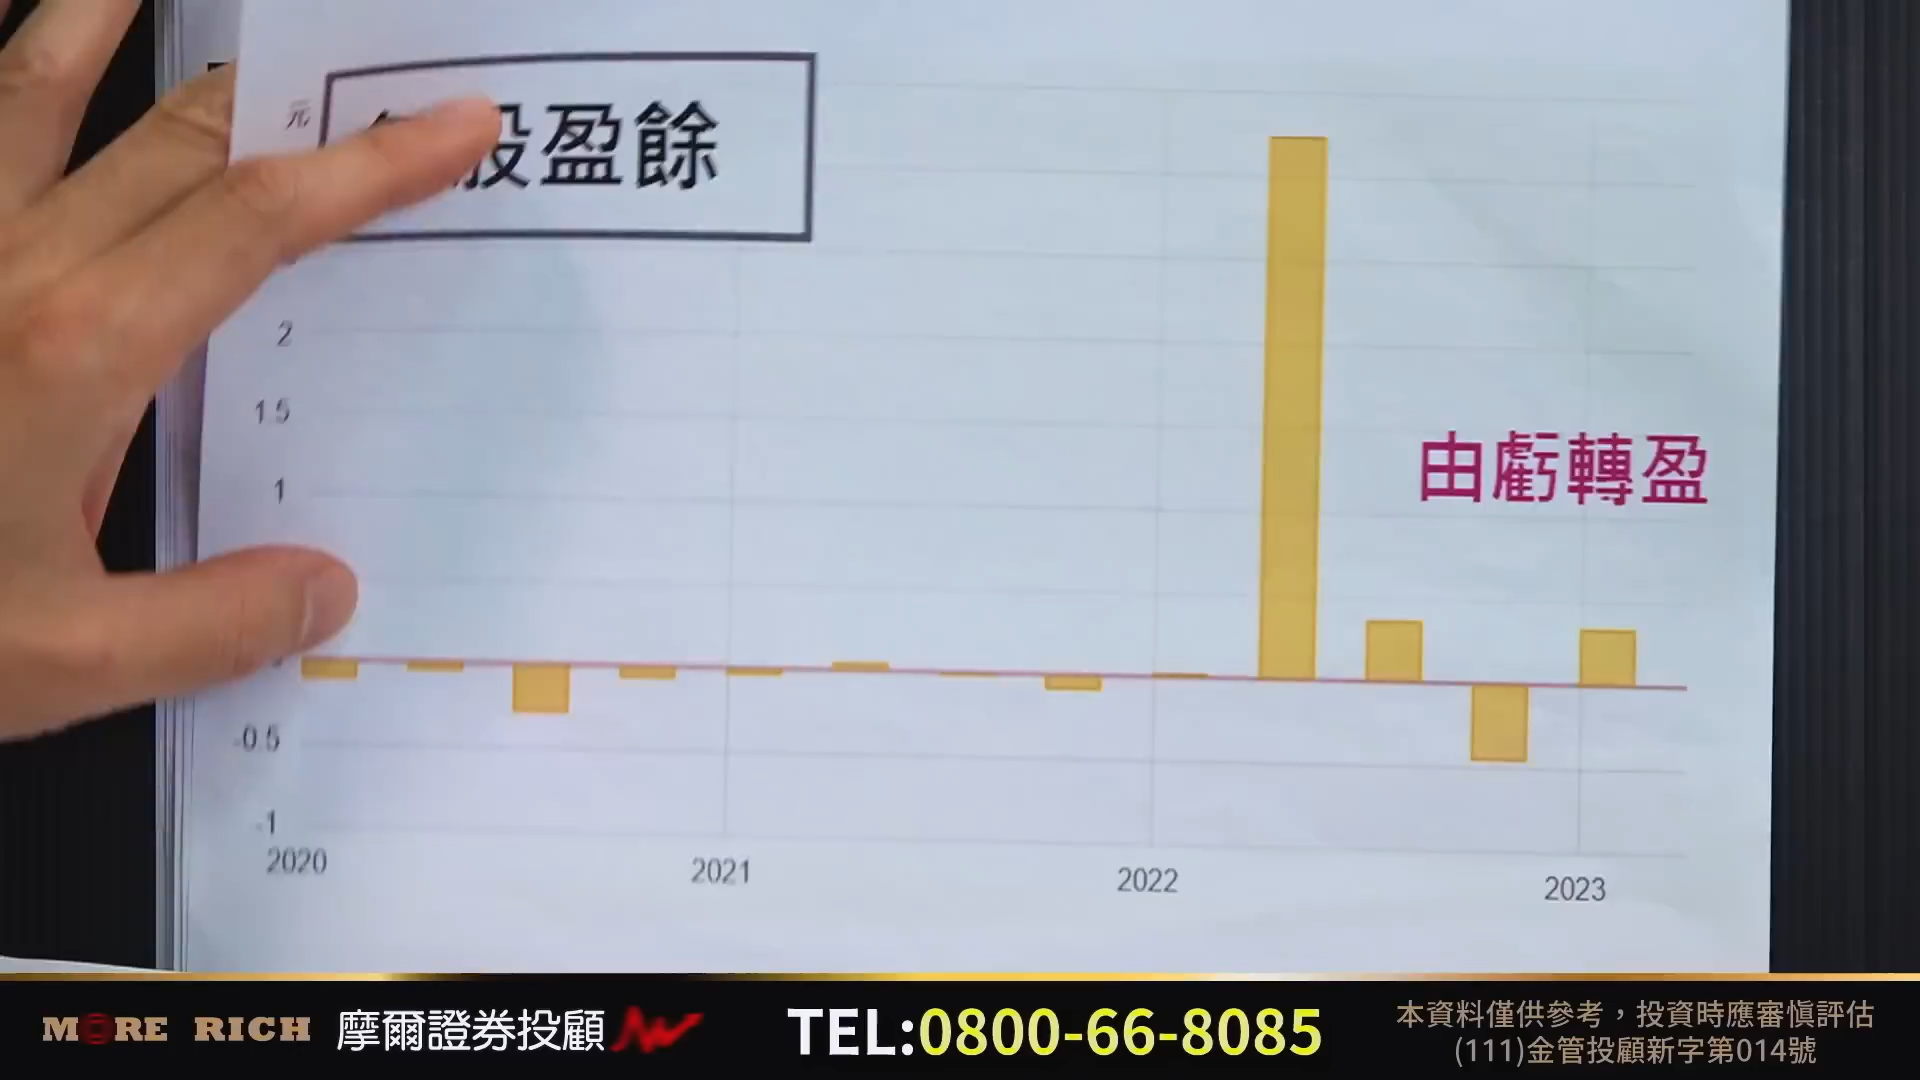 元
股盈餘
2
1.5
1
由虧轉盈
-0.5
-1
2020
2021
2022
2023
MORE RICH 摩爾證券投顧
TEL:0800-66-8085
本資料僅供參考，投資時應審慎評估
(111)金管投顧新字第014號